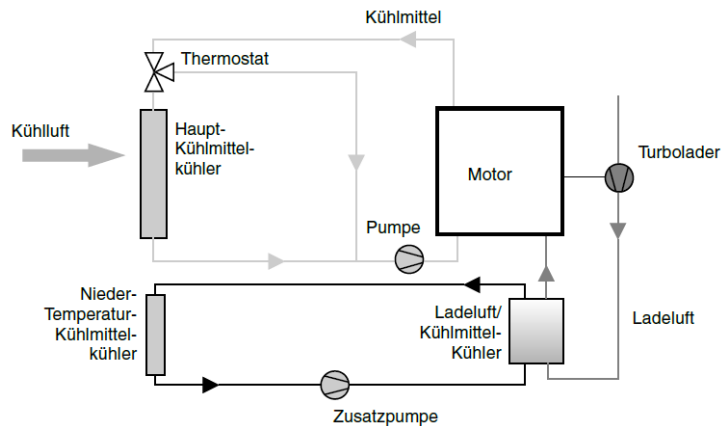 Kühlmittel
Thermostat
Kühlluft
Haupt-
Kühlmittel-
kühler
Motor
Turbolader
Pumpe
Nieder-
Temperatur-
Kühlmittel-
kühler
Ladeluft/
Kühlmittel-
Kühler
Ladeluft
Zusatzpumpe